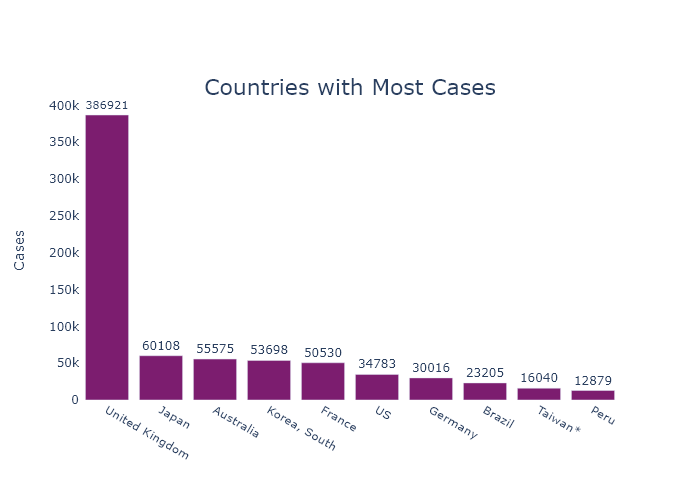 Countries with Most Cases
Cases
400k
350k
300k
250k
200k
150k
100k
50k
0
386921
60108
55575
53698
50530
34783
30016
23205
16040
12879
United Kingdom
Japan
Australia
Korea, South
France
US
Germany
Brazil
Taiwan*
Peru